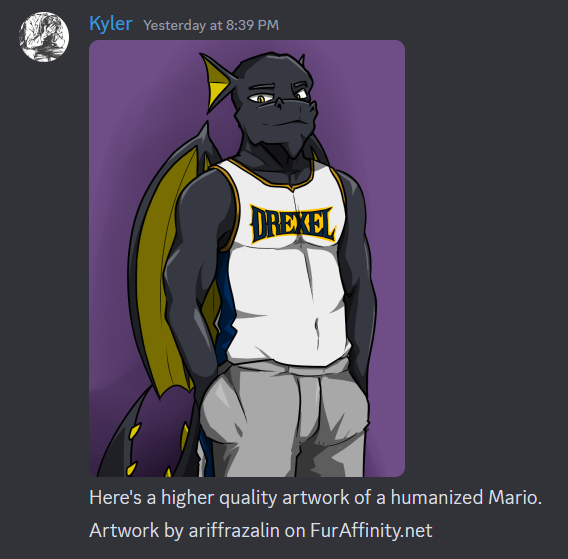 Kyler Yesterday at 8:39 PM
DREXEL
Here's a higher quality artwork of a humanized Mario.
Artwork by ariffrazalin on FurAffinity.net